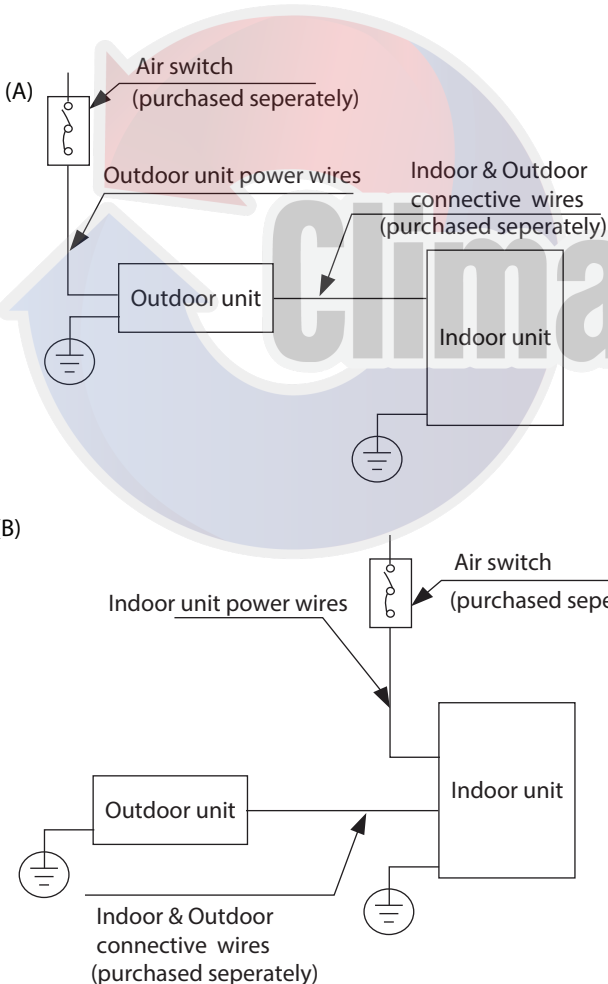 (A)
Air switch
(purchased seperately)
Outdoor unit power wires
Indoor & Outdoor
connective wires
(purchased seperately)
Outdoor unit
Indoor unit
Clima
(B)
Air switch
(purchased sepe
Indoor unit power wires
Outdoor unit
Indoor unit
Indoor & Outdoor
connective wires
(purchased seperately)